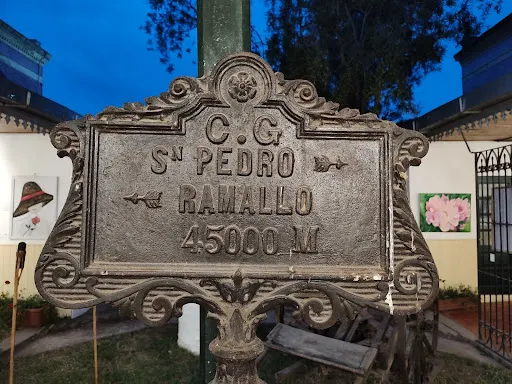 C.G
Sⁿ PEDRO
RAMALLO
45000 M